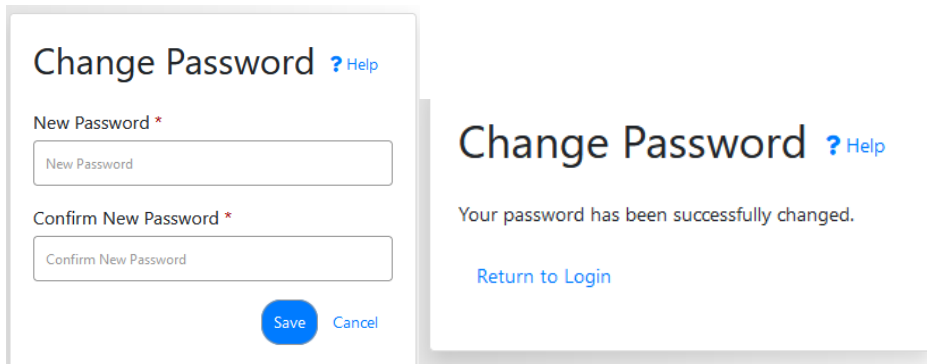 Change Password ? Help
New Password *
New Password
Confirm New Password *
Confirm New Password
Save Cancel
Change Password ? Help
Your password has been successfully changed.
Return to Login